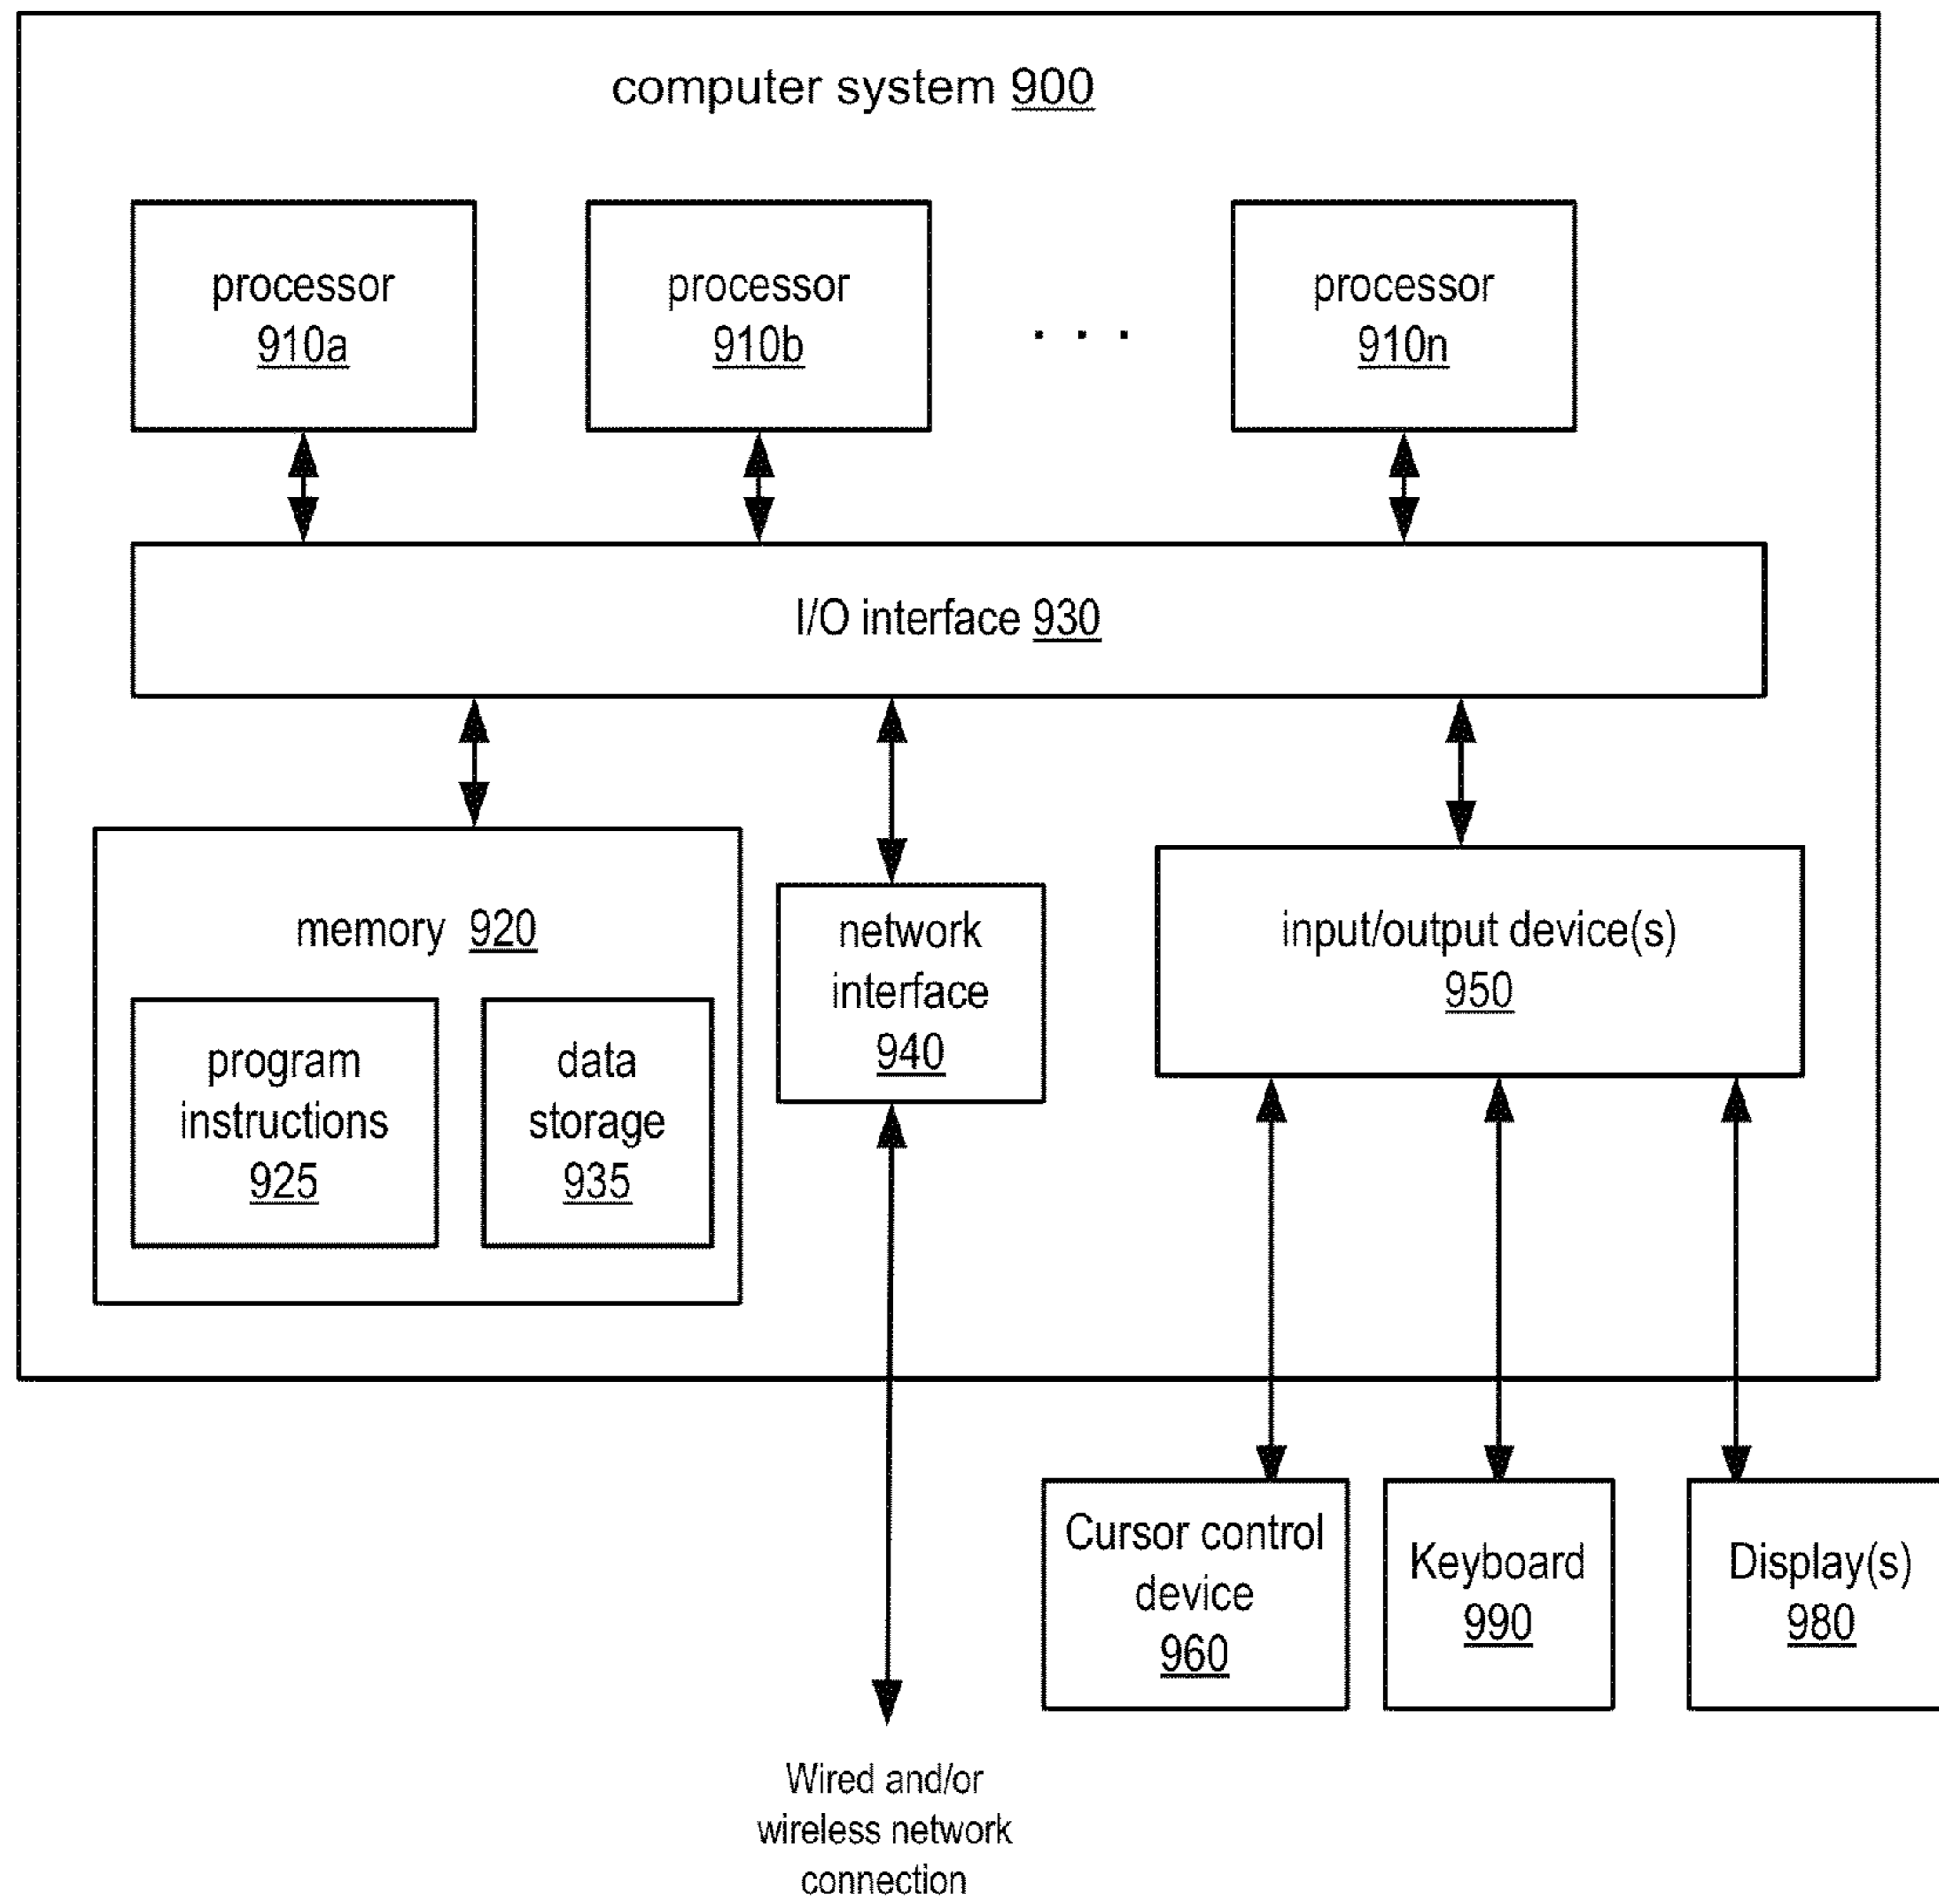 computer system 900
processor
910a
processor
910b
. . .
processor
910n
I/O interface 930
memory 920
program
instructions
925
data
storage
935
network
interface
940
input/output device(s)
950
Cursor control
device
960
Keyboard
990
Display(s)
980
Wired and/or
wireless network
connection